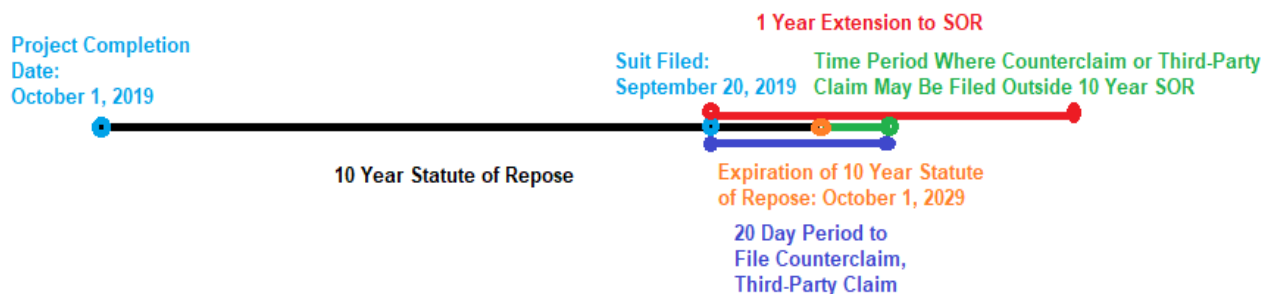 1 Year Extension to SOR
Project Completion
Date:
October 1, 2019
Suit Filed:
September 20, 2019
Time Period Where Counterclaim or Third-Party
Claim May Be Filed Outside 10 Year SOR
10 Year Statute of Repose
Expiration of 10 Year Statute
of Repose: October 1, 2029
20 Day Period to
File Counterclaim,
Third-Party Claim